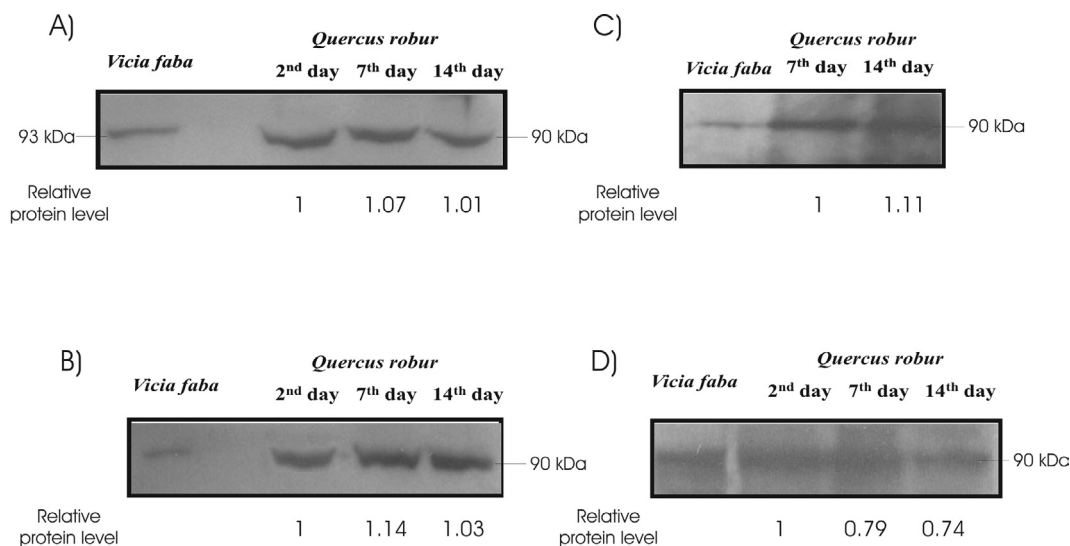 A)
Quercus robur
Vicia faba
2nd day 7th day 14th day
93 kDa
90 kDa
Relative
protein level
1 1.07 1.01
C)
Quercus robur
Vicia faba 7th day 14th day
90 kDa
Relative
protein level
1 1.11
B)
Quercus robur
Vicia faba
2nd day 7th day 14th day
90 kDa
Relative
protein level
1 1.14 1.03
D)
Quercus robur
Vicia faba
2nd day 7th day 14th day
90 kDa
Relative
protein level
1 0.79 0.74